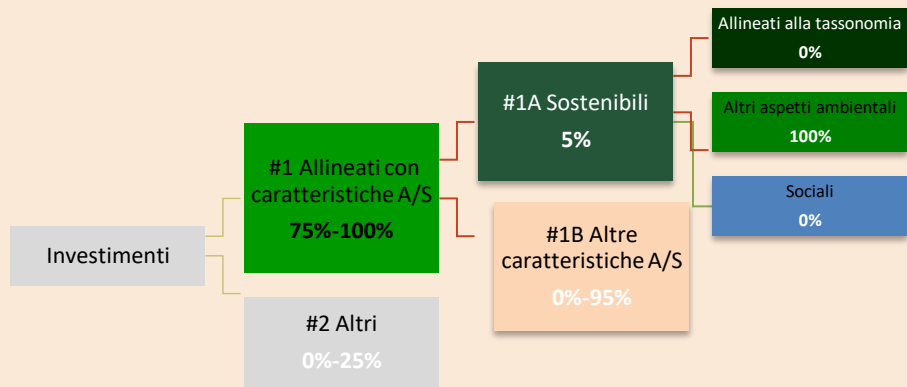 Investimenti
#1 Allineati con
caratteristiche A/S
75%-100%
#2 Altri
0%-25%
#1A Sostenibili
5%
#1B Altre
caratteristiche A/S
0%-95%
Allineati alla tassonomia
0%
Altri aspetti ambientali
100%
Sociali
0%